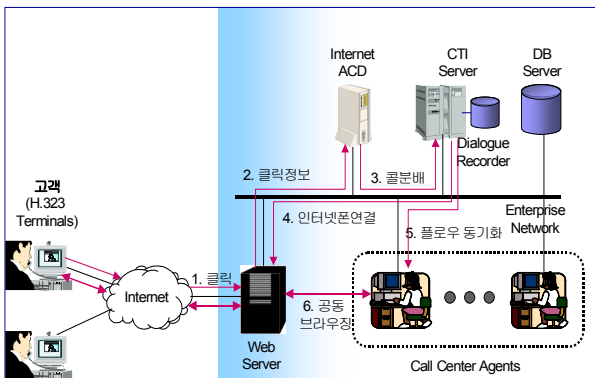 Internet
ACD
CTI
Server
DB
Server
Dialogue
Recorder
2. 클릭정보
3. 콜분배
고객
(H.323
Terminals)
4. 인터넷폰연결
Enterprise
Network
5. 플로우 동기화
1. 클릭
Internet
6. 공동
브라우징
Web
Server
Call Center Agents